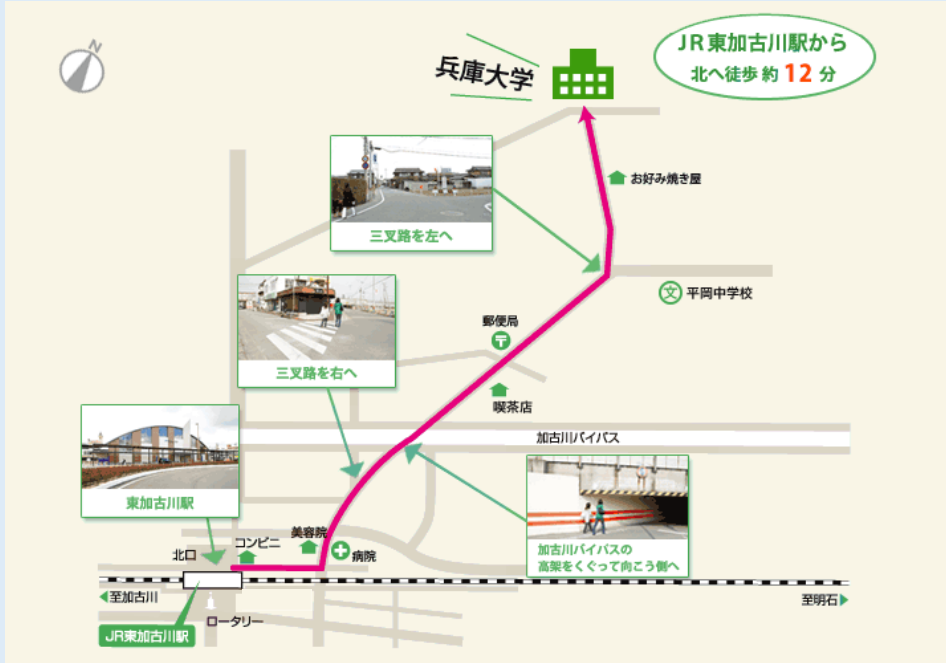 N
兵庫大学
JR東加古川駅から
北へ徒歩 約 12 分
お好み焼き屋
三叉路を左へ
平岡中学校
文
郵便局
〒
三叉路を右へ
喫茶店
加古川バイパス
東加古川駅
美容院
コンビニ
北口
病院
加古川バイパスの
高架をくぐって向こう側へ
至加古川
至明石
ロータリー
JR東加古川駅